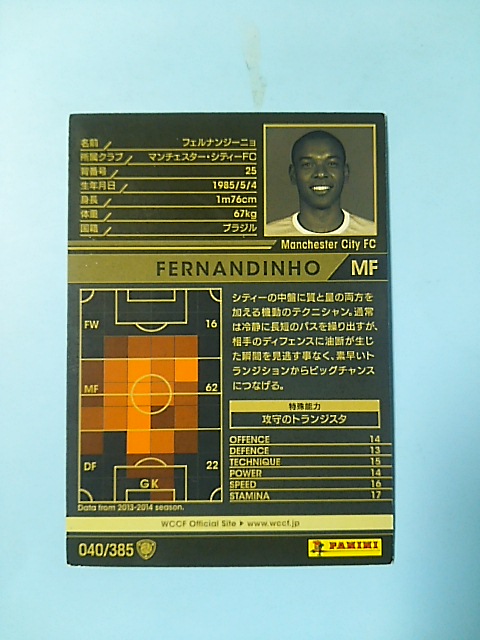 名前 フェルナンジーニョ
所属クラブ マンチェスター・シティーFC
背番号 25
生年月日 1985/5/4
身長 1m76cm
体重 67kg
国籍 ブラジル
Manchester City FC
FERNANDINHO MF
FW 16
MF 62
DF 22
GK
Data from 2013-2014 season.
シティーの中盤に質と量の両方を
加える機動のテクニシャン。通常
は冷静に長短のパスを繰り出すが、
相手のディフェンスに油断が生じ
た瞬間を見逃す事なく、素早いト
ランジションからビッグチャンス
につなげる。
特殊能力
攻守のトランジスタ
OFFENCE 14
DEFENCE 13
TECHNIQUE 15
POWER 14
SPEED 16
STAMINA 17
WCCF Official Site ▶ www.wccf.jp
040/385
PANINI